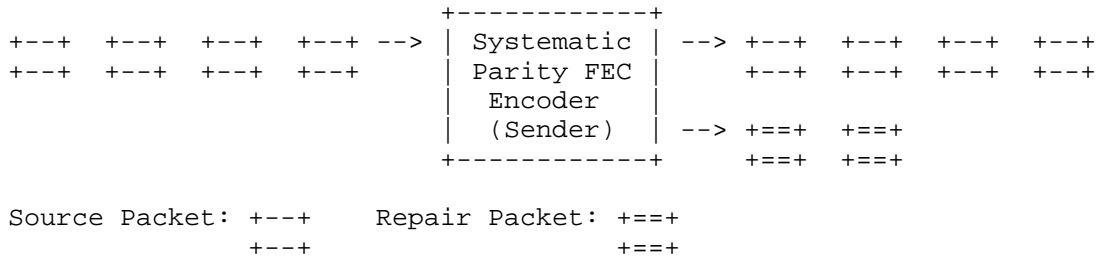 +------------+
+--+  +--+  +--+  +--+ --> | Systematic | --> +--+  +--+  +--+  +--+
+--+  +--+  +--+  +--+     | Parity FEC |     +--+  +--+  +--+  +--+
                           |  Encoder   |
                           |  (Sender)  | --> +==+  +==+
                           +------------+     +==+  +==+

Source Packet: +--+    Repair Packet: +==+
               +--+                   +==+